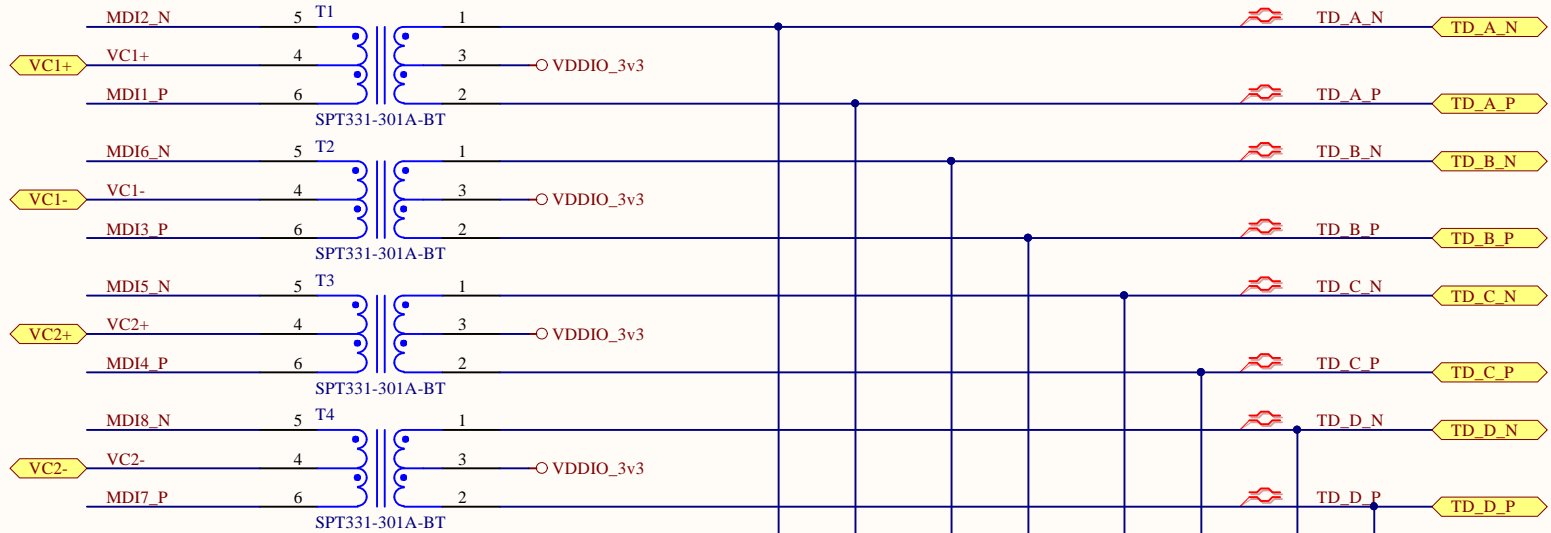 MDI2_N 5 T1 1 TD_A_N TD_A_N
VC1+ VC1+ 4 3 VDDIO_3v3
MDI1_P 6 2 TD_A_P TD_A_P
SPT331-301A-BT
MDI6_N 5 T2 1 TD_B_N TD_B_N
VC1- VC1- 4 3 VDDIO_3v3
MDI3_P 6 2 TD_B_P TD_B_P
SPT331-301A-BT
MDI5_N 5 T3 1 TD_C_N TD_C_N
VC2+ VC2+ 4 3 VDDIO_3v3
MDI4_P 6 2 TD_C_P TD_C_P
SPT331-301A-BT
MDI8_N 5 T4 1 TD_D_N TD_D_N
VC2- VC2- 4 3 VDDIO_3v3
MDI7_P 6 2 TD_D_P TD_D_P
SPT331-301A-BT